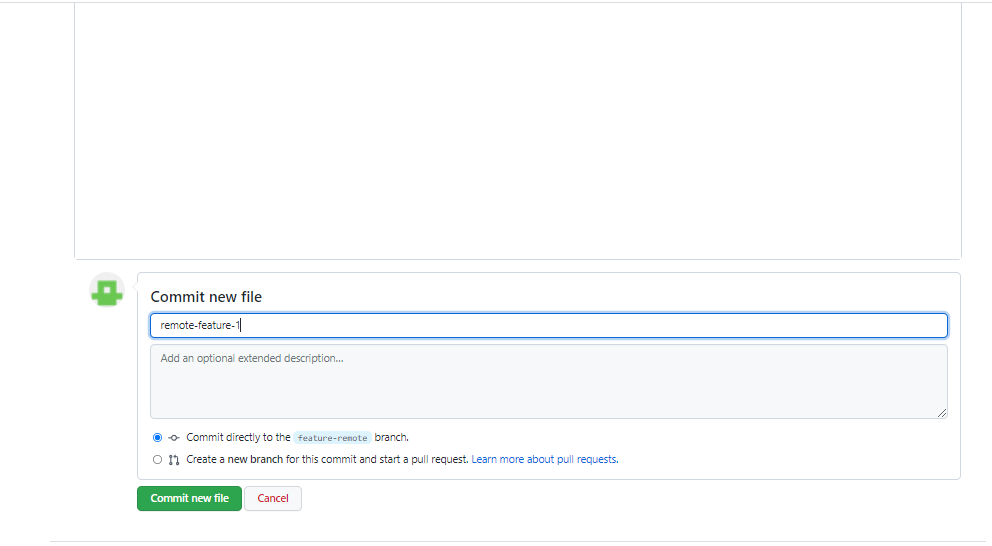 Commit new file
remote-feature-1
Add an optional extended description...
Commit directly to the feature-remote branch.
Create a new branch for this commit and start a pull request. Learn more about pull requests.
Commit new file Cancel